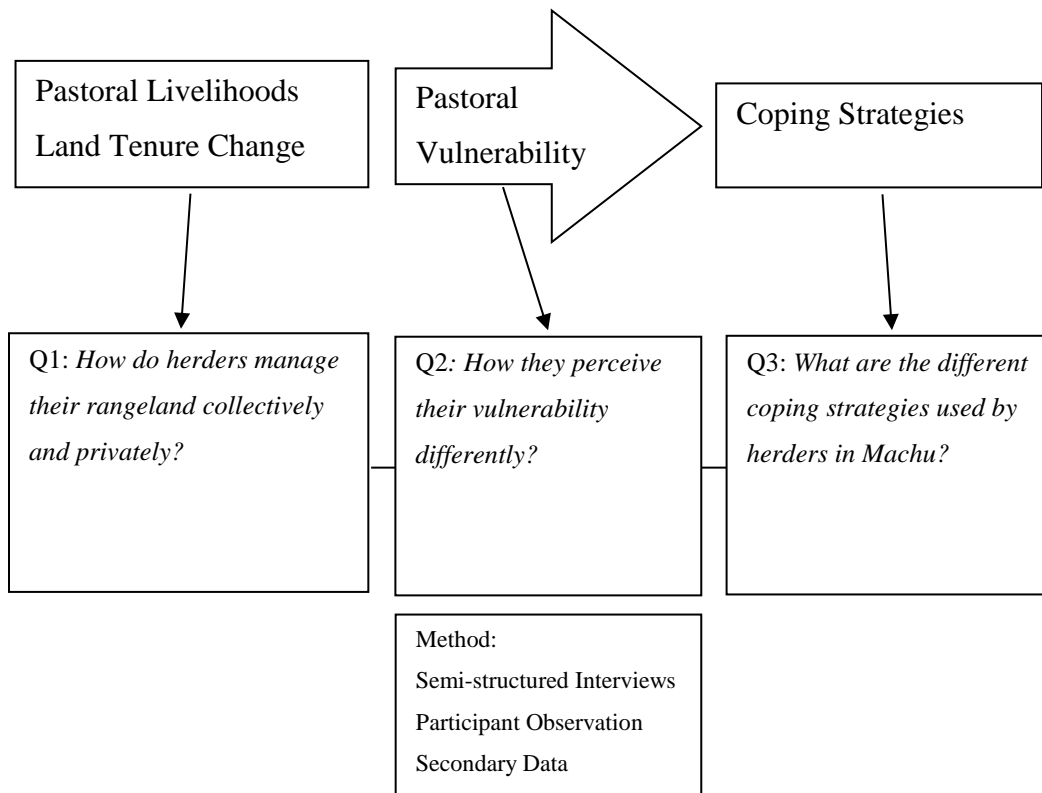 Pastoral Livelihoods
Land Tenure Change
Pastoral
Vulnerability
Coping Strategies
Q1: How do herders manage
their rangeland collectively
and privately?
Q2: How they perceive
their vulnerability
differently?
Q3: What are the different
coping strategies used by
herders in Machu?
Method:
Semi-structured Interviews
Participant Observation
Secondary Data